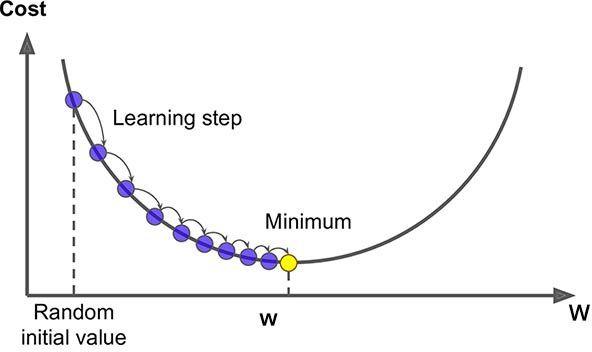 Cost
Learning step
Minimum
Random
initial value
w
W